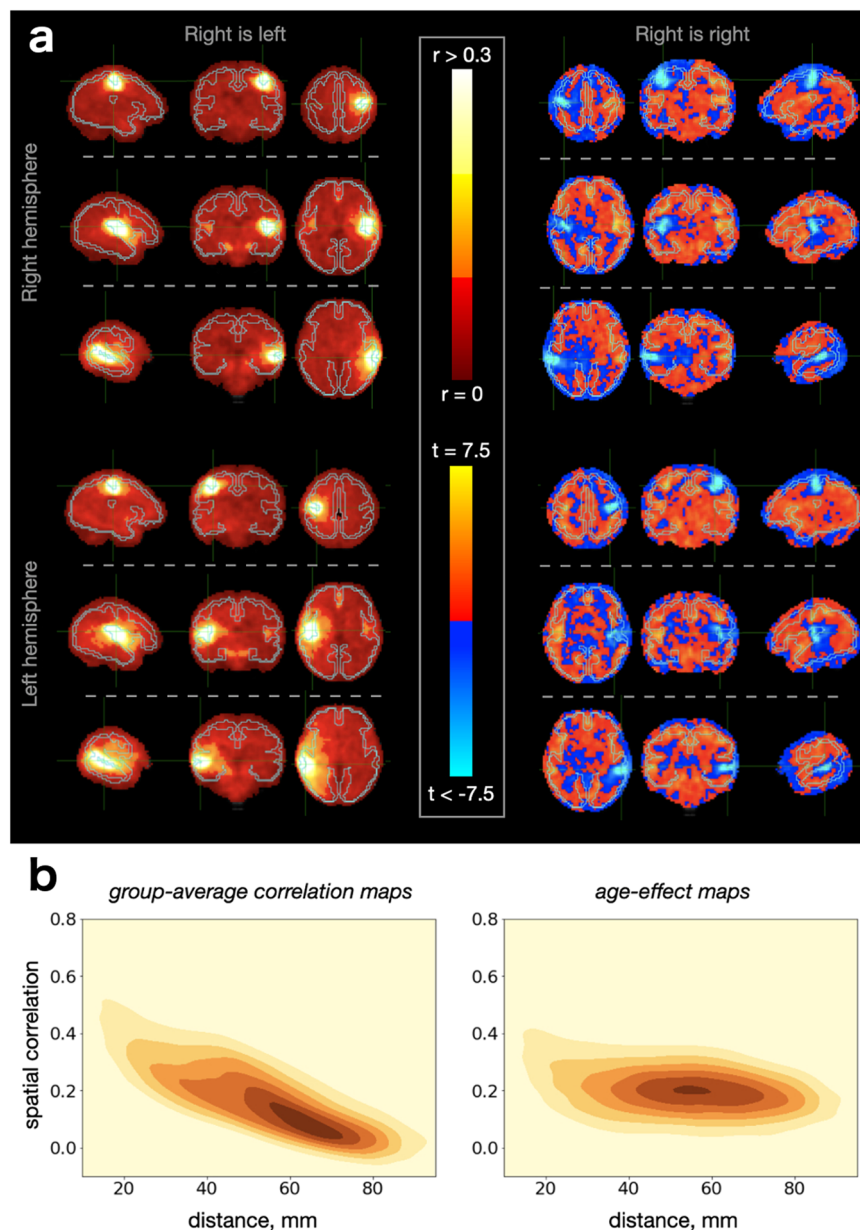 a
Right is left
Right is right
r > 0.3
Right hemisphere
r = 0
t = 7.5
Left hemisphere
t < -7.5
b
group-average correlation maps
age-effect maps
spatial correlation
0.8
0.6
0.4
0.2
0.0
20 40 60 80
distance, mm
0.8
0.6
0.4
0.2
0.0
20 40 60 80
distance, mm